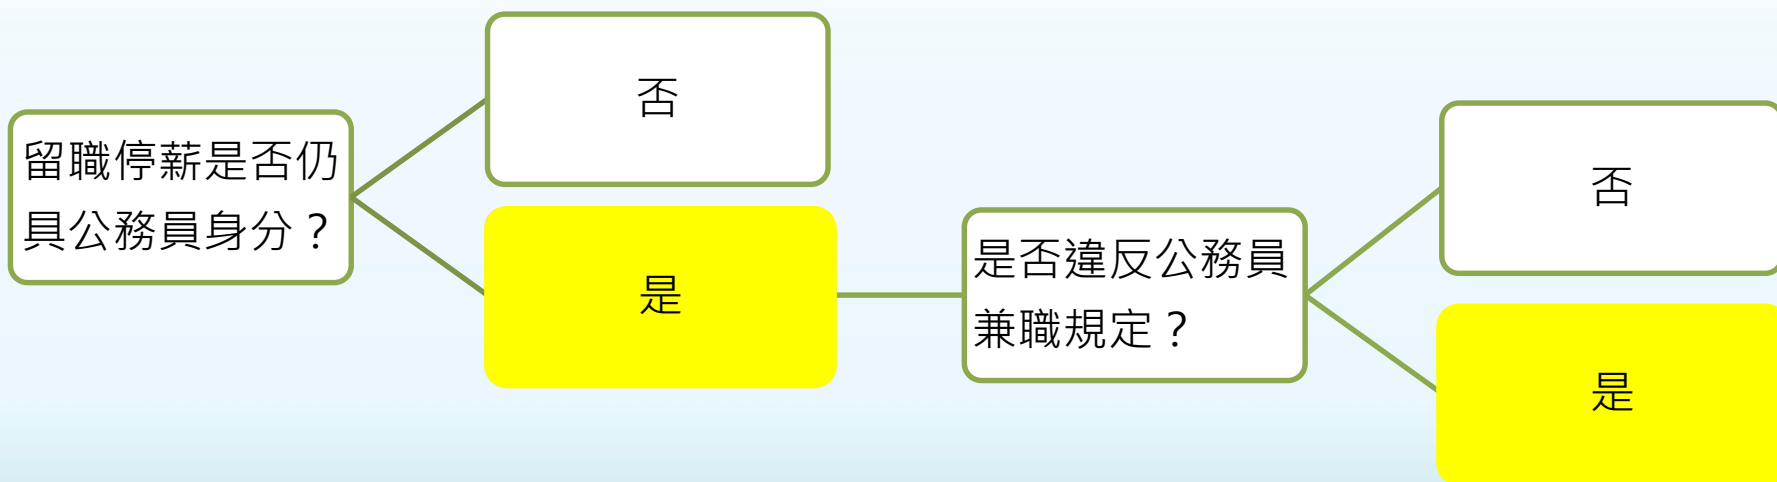 留職停薪是否仍
具公務員身分？
否
是
是否違反公務員
兼職規定？
否
是